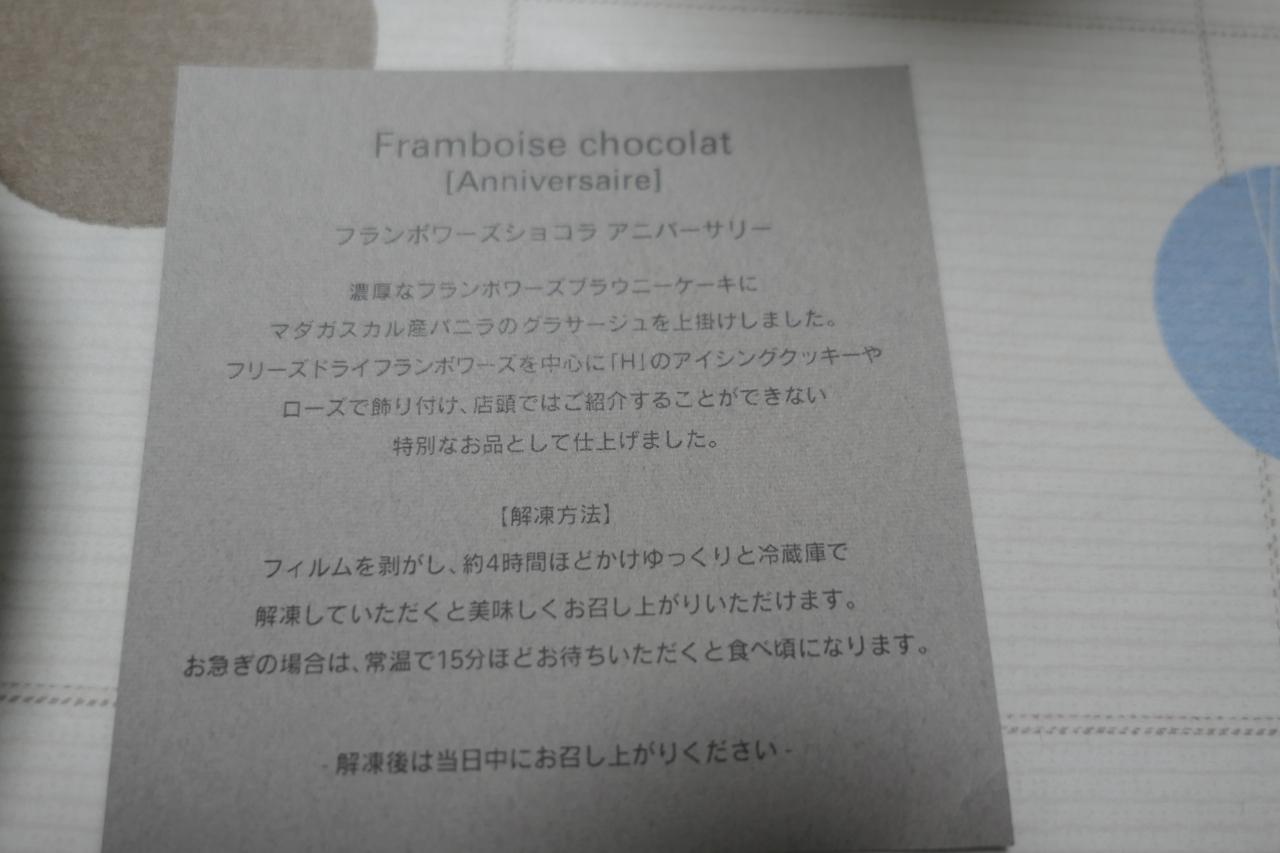 Framboise chocolat
[Anniversaire]
フランボワーズショコラ アニバーサリー
濃厚なフランボワーズブラウニーケーキに
マダガスカル産バニラのグラサージュを上掛けしました。
フリーズドライフランボワーズを中心に「H」のアイシングクッキーや
ローズで飾り付け、店頭ではご紹介することができない
特別なお品として仕上げました。
【解凍方法】
フィルムを剥がし、約4時間ほどかけゆっくりと冷蔵庫で
解凍していただくと美味しくお召し上がりいただけます。
お急ぎの場合は、常温で15分ほどお待ちいただくと食べ頃になります。
- 解凍後は当日中にお召し上がりください -